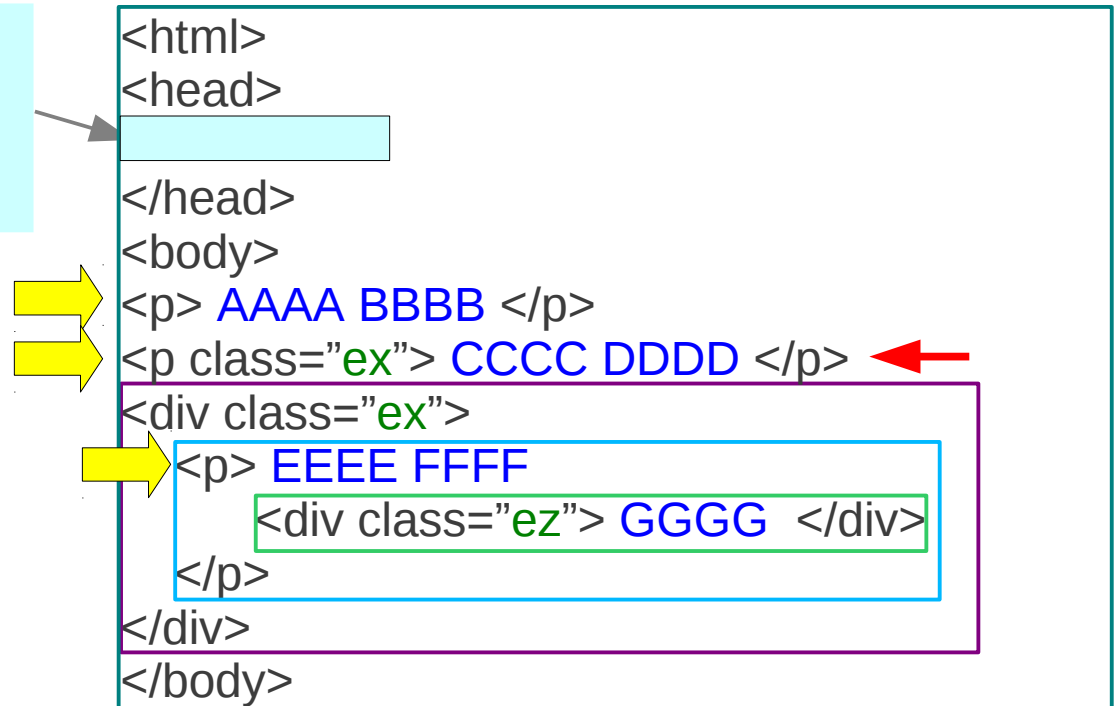 <html>
<head>
</head>
<body>
<p> AAAA BBBB </p>
<p class=”ex”> CCCC DDDD </p>
<div class=”ex”>
<p> EEEE FFFF
<div class=”ez”> GGGG </div>
</p>
</div>
</body>